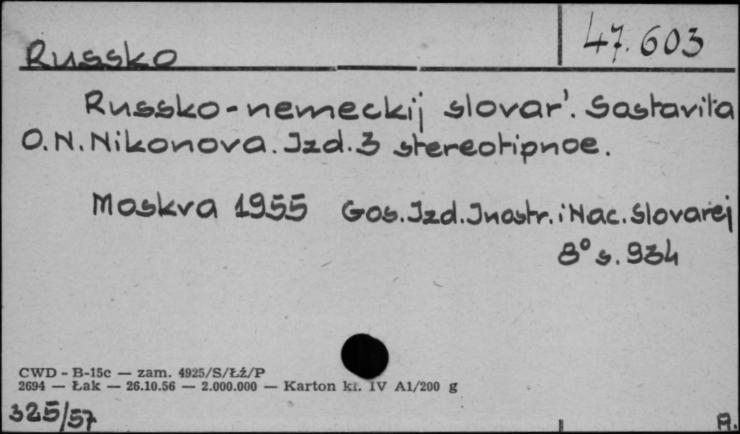 47.603
Russko
Russko-nemeckij slovar'. Sostavila
O.N.Nikonova. Izd. 3 stereotipnoe.
Moskva 1955 Gos. Izd. Inostr. i Nac. Slovarej
8° s. 934
CWD - B-15c — zam. 4925/S/Łź/P
2694 — Łak — 26.10.56 — 2.000.000 — Karton kl. IV A1/200 g
325/57
A.